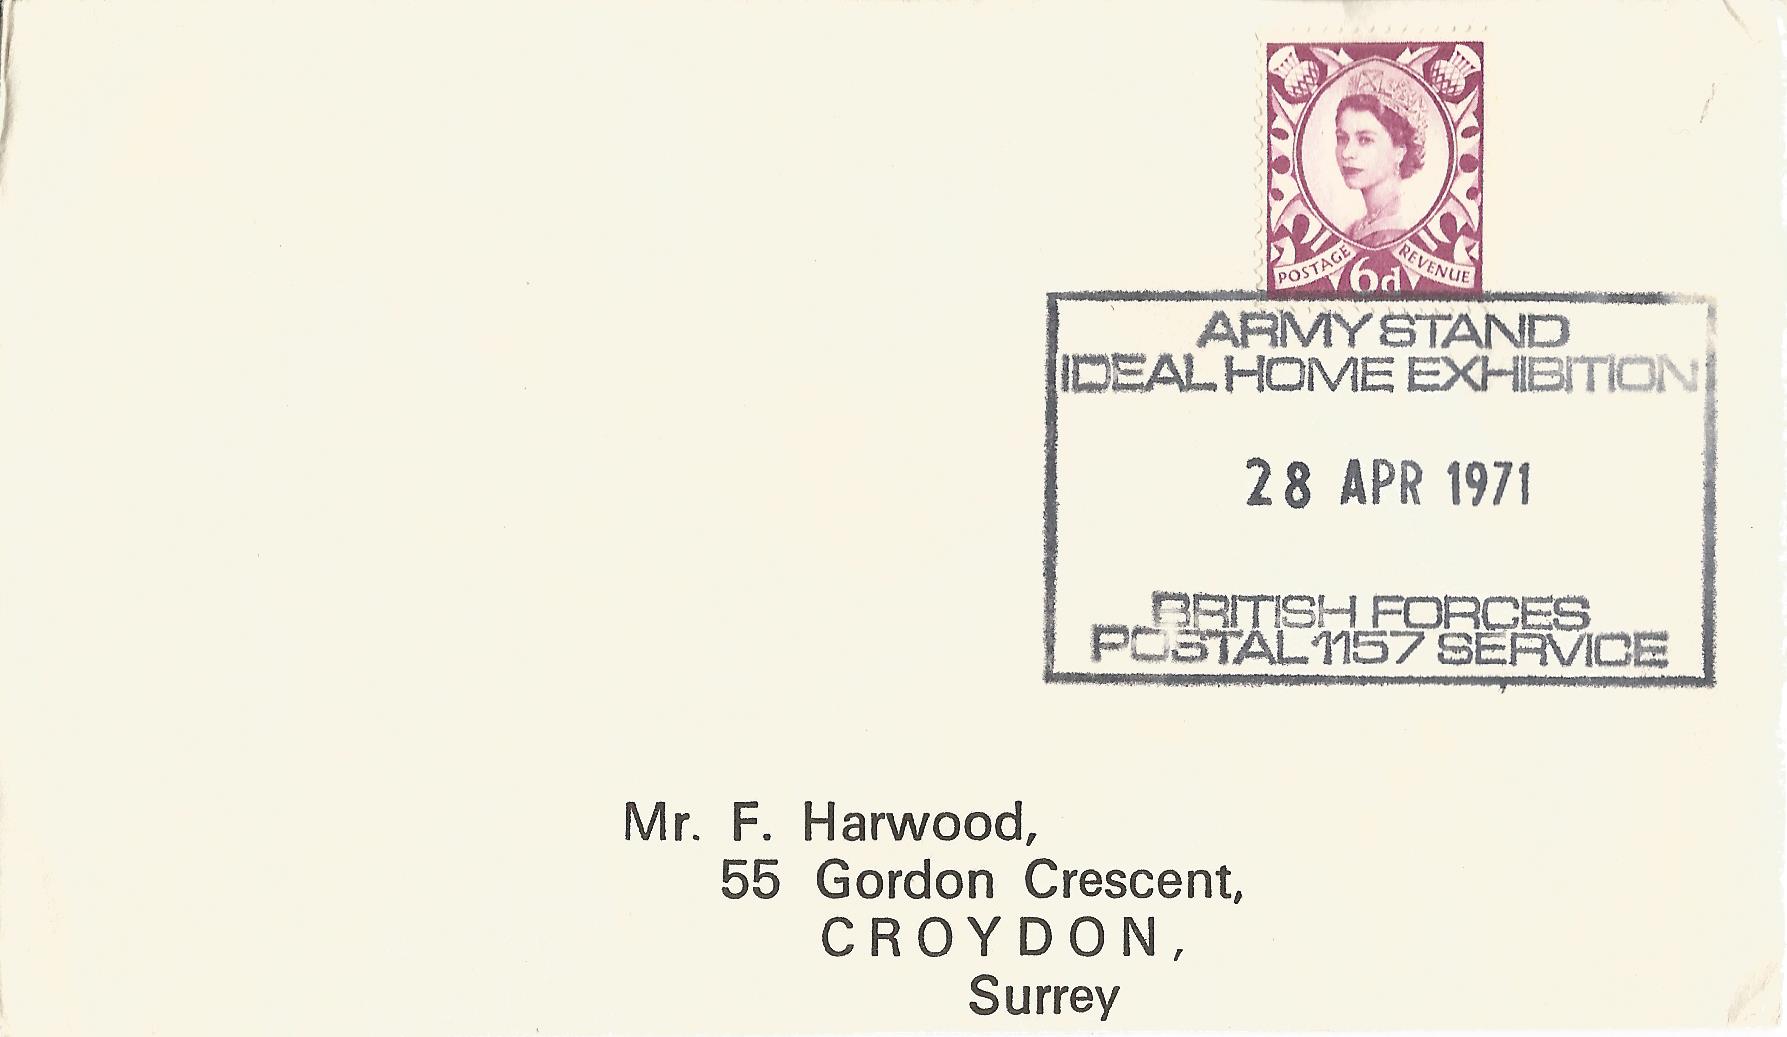 POSTAGE REVENUE
6d
ARMY STAND
IDEAL HOME EXHIBITION
28 APR 1971
BRITISH FORCES
POSTAL 1157 SERVICE
Mr. F. Harwood,
55 Gordon Crescent,
CROYDON,
Surrey